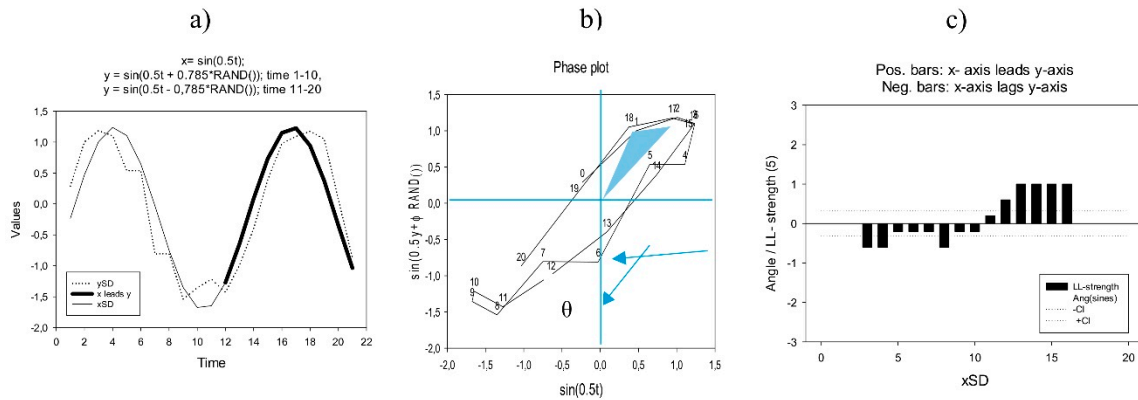 a)
x= sin(0.5t);
y = sin(0.5t + 0.785*RAND()); time 1-10,
y = sin(0.5t - 0,785*RAND()); time 11-20
1,5
1,0
0,5
0,0
-0,5
-1,0
-1,5
-2,0
Values
ySD
x leads y
xSD
0 2 4 6 8 10 12 14 16 18 20 22
Time
b)
Phase plot
1,5
1,0
0,5
0,0
-0,5
-1,0
-1,5
-2,0
sin(0.5y+ ϕ RAND())
18
1
17
2
15
5
4
14
0
19
13
20
7
6
12
10
9
11
8
θ
-2,0 -1,5 -1,0 -0,5 0,0 0,5 1,0 1,5
sin(0.5t)
c)
Pos. bars: x- axis leads y-axis
Neg. bars: x-axis lags y-axis
3
2
1
0
-1
-2
-3
Angle / LL- strength (5)
LL-strength
Ang(sines)
-CI
+CI
0 5 10 15 20
xSD